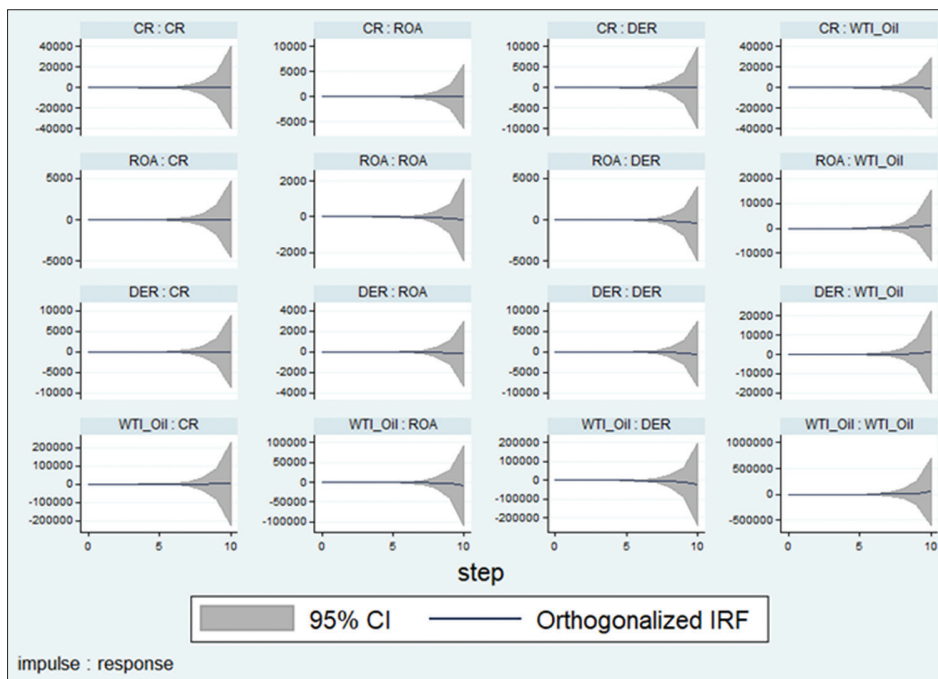 CR : CR
CR : ROA
CR : DER
CR : WTI_Oil
40000
20000
0
-20000
-40000
10000
5000
0
-5000
10000
5000
0
-5000
-10000
40000
20000
0
-20000
-40000
ROA : CR
ROA : ROA
ROA : DER
ROA : WTI_Oil
5000
0
-5000
2000
0
-2000
5000
0
-5000
20000
10000
0
-10000
DER : CR
DER : ROA
DER : DER
DER : WTI_Oil
10000
5000
0
-5000
-10000
4000
2000
0
-2000
-4000
10000
5000
0
-5000
-10000
20000
10000
0
-10000
-20000
WTI_Oil : CR
WTI_Oil : ROA
WTI_Oil : DER
WTI_Oil : WTI_Oil
200000
100000
0
-100000
-200000
100000
50000
0
-50000
-100000
200000
100000
0
-100000
-200000
1000000
500000
0
-500000
0 5 10
0 5 10
0 5 10
0 5 10
step
95% CI
Orthogonalized IRF
impulse : response